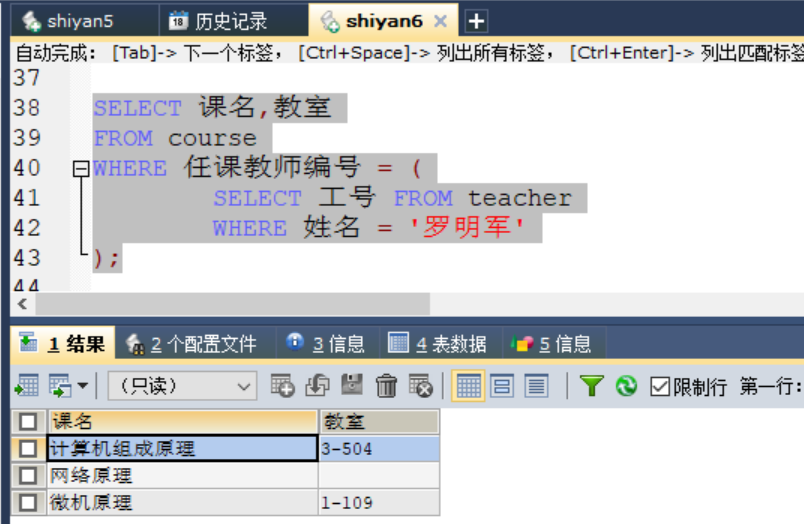 shiyan5 历史记录 shiyan6
自动完成： [Tab]-> 下一个标签， [Ctrl+Space]-> 列出所有标签， [Ctrl+Enter]-> 列出匹配标签
37
38 SELECT 课名,教室
39 FROM course
40 WHERE 任课教师编号 = (
41 SELECT 工号 FROM teacher
42 WHERE 姓名 = '罗明军'
43 );
44
1 结果 2 个配置文件 3 信息 4 表数据 5 信息
（只读） 限制行 第一行:
课名 教室
计算机组成原理 3-504
网络原理
微机原理 1-109